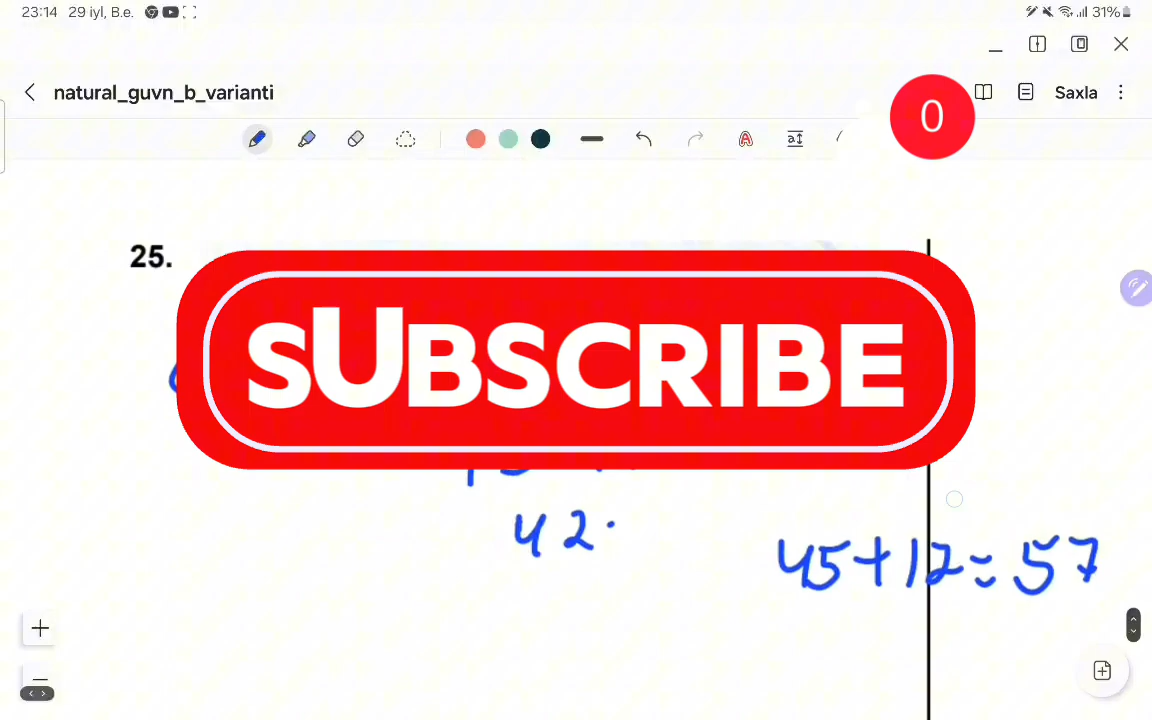 23:14 29 iyl, B.e. 31%
natural_guvn_b_varianti
Saxla
0
25.
SUBSCRIBE
42.
45+12=57